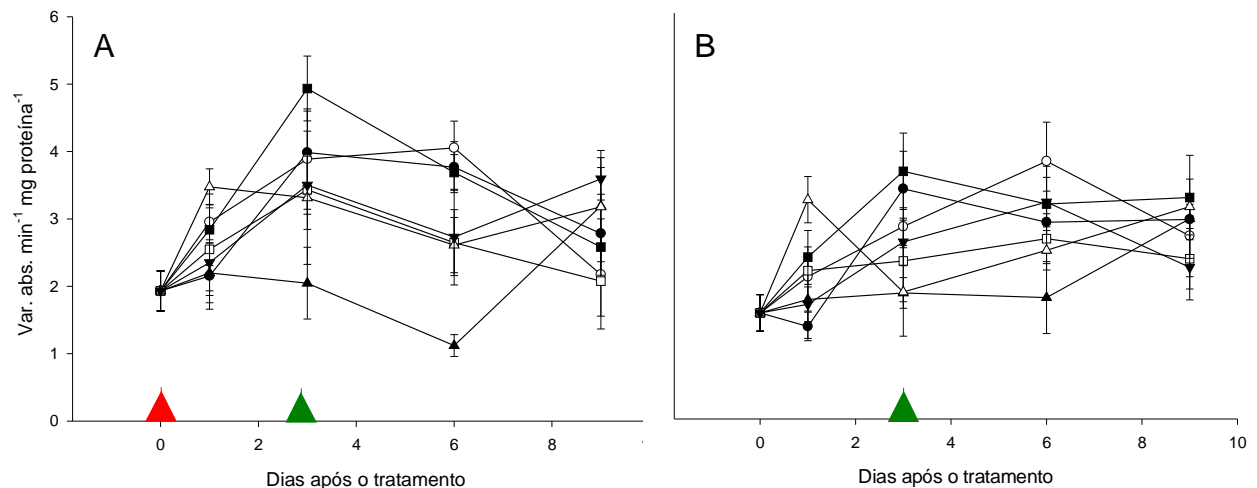 A
B
6
5
4
3
2
1
0
Var. abs. min⁻¹ mg proteína⁻¹
0 2 4 6 8
0 2 4 6 8 10
Dias após o tratamento
Dias após o tratamento